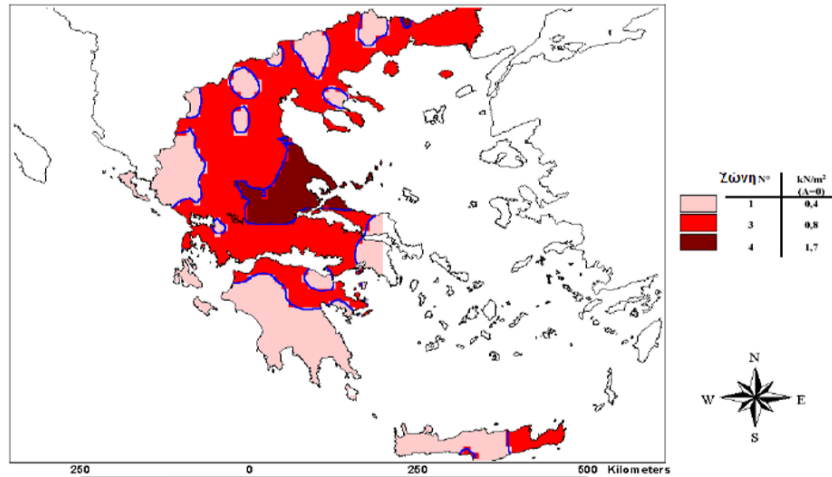 Ζώνη N° kN/m²
(A=0)
1 0,4
3 0,8
4 1,7
N
W E
S
250 0 250 500 Kilometers